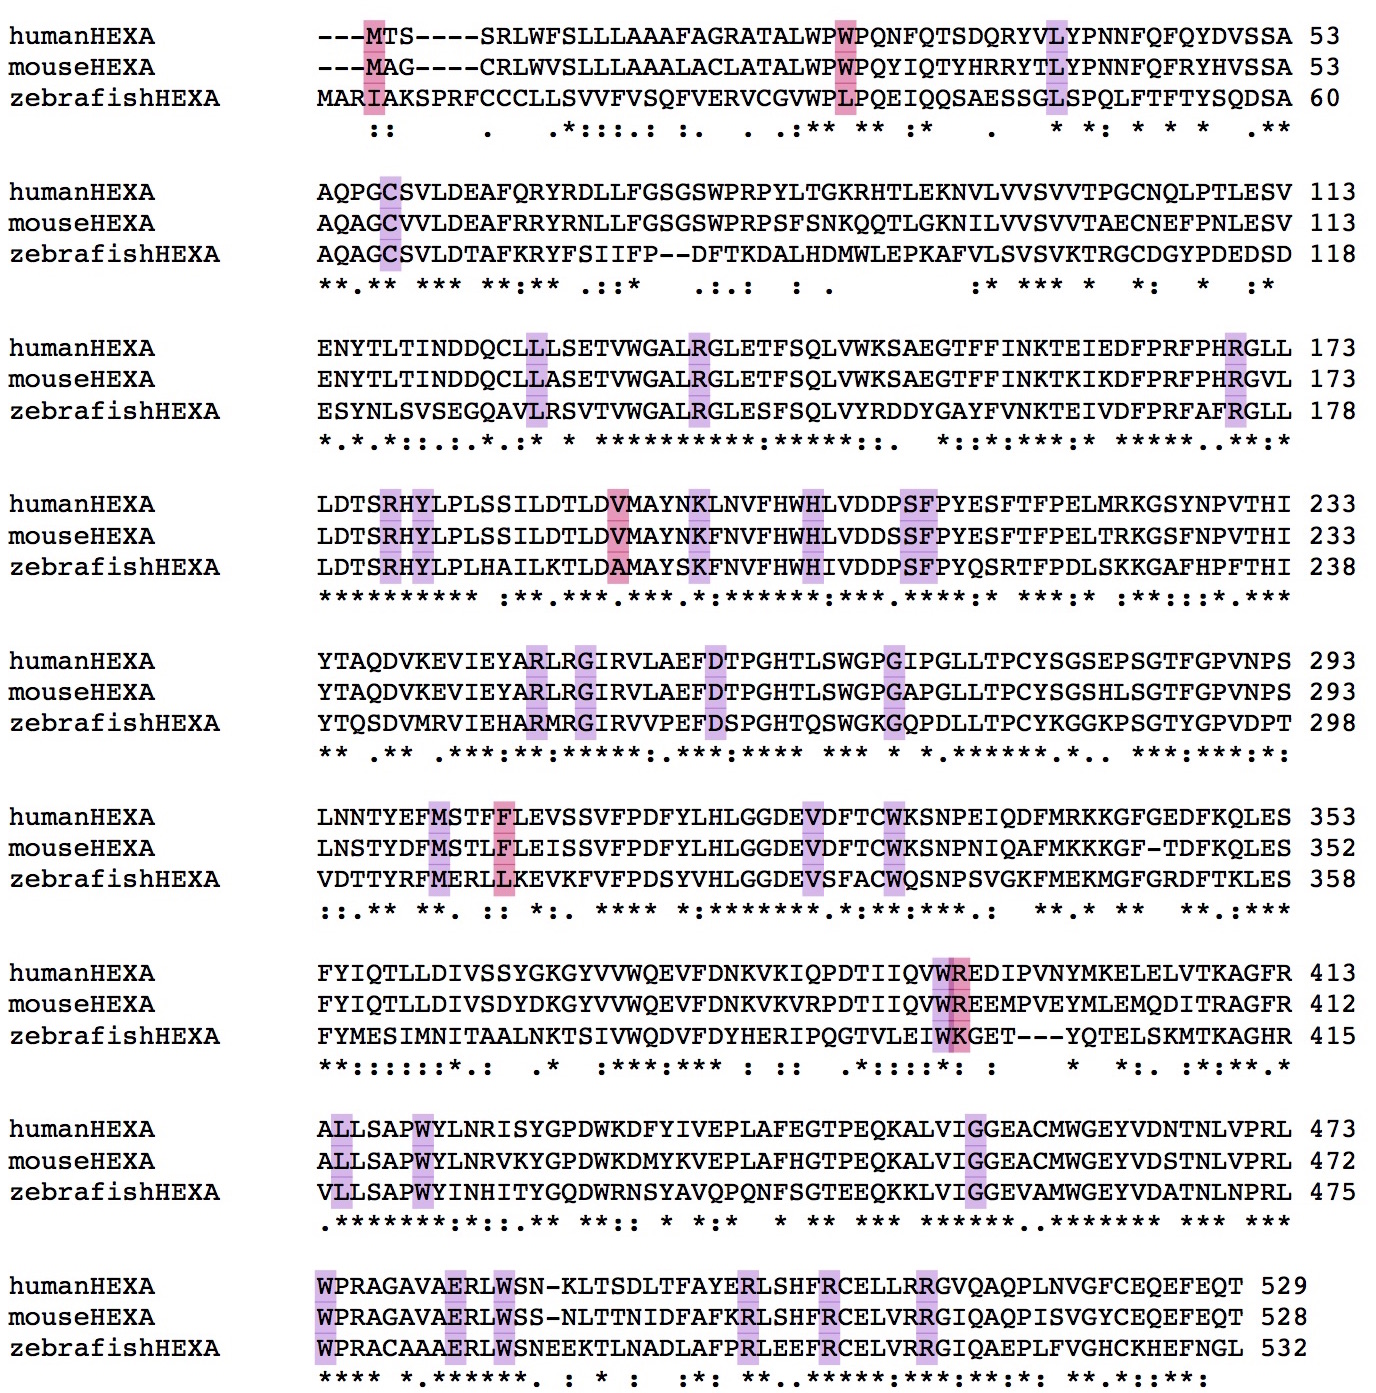 humanHEXA ---MTS----SRLWFSLLLAAAFAGRATALWPWPQNFQTSDQRYVLYPNNFQFQYDVSSA 53
mouseHEXA ---MAG----CRLWVSLLLAAALACLATALWPWPQYIQTYHRRYTLYPNNFQFRYHVSSA 53
zebrafishHEXA MARIAKSPRFCCCLLSVVFVSQFVERVCGVWPLPQEIQQSAESSGLSPQLFTFTYSQDSA 60
:: . .*:::.: :. . .:** ** :* . * *: * * * .**
humanHEXA AQPGCSVLDEAFQRYRDLLFGSGSWPRPYLTGKRHTLEKNVLVVSVVTPGCNQLPTLESV 113
mouseHEXA AQAGCVVLDEAFRRYRNLLFGSGSWPRPSFSNKQQTLGKNILVVSVVTAECNEFPNLESV 113
zebrafishHEXA AQAGCSVLDTAFKRYFSIIFP--DFTKDALHDMWLEPKAFVLSVSVKTRGCDGYPDEDSD 118
**.** *** **:** .::* .:.: : . :* *** * *: * :*
humanHEXA ENYTLTINDDQCLLLSETVWGALRGLETFSQLVWKSAEGTFFINKTEIEDFPRFPHRGLL 173
mouseHEXA ENYTLTINDDQCLLASETVWGALRGLETFSQLVWKSAEGTFFINKTKIKDFPRFPHRGVL 173
zebrafishHEXA ESYNLSVSEGQAVLRSVTVWGALRGLESFSQLVYRDDYGAYFVNKTEIVDFPRFAFRGLL 178
*.*.*::.:.*.:* * **********:*****::. *::*:***:* *****..**:*
humanHEXA LDTSRHYLPLSSILDTLDVMAYNKLNVFHWHLVDDPSFPYESFTFPELMRKGSYNPVTHI 233
mouseHEXA LDTSRHYLPLSSILDTLDVMAYNKFNVFHWHLVDDSSFPYESFTFPELTRKGSFNPVTHI 233
zebrafishHEXA LDTSRHYLPLHAILKTLDAMAYSKFNVFHWHIVDDPSFPYQSRTFPDLSKKGAFHPFTHI 238
********** :**.***.***.*:******:***.****:* ***:* :**:::*.***
humanHEXA YTAQDVKEVIEYARLRGIRVLAEFDTPGHTLSWGPGIPGLLTPCYSGSEPSGTFGPVNPS 293
mouseHEXA YTAQDVKEVIEYARLRGIRVLAEFDTPGHTLSWGPGAPGLLTPCYSGSHLSGTFGPVNPS 293
zebrafishHEXA YTQSDVMRVIEHARMRGIRVVPEFDSPGHTQSWGKGQPDLLTPCYKGGKPSGTYGPVDPT 298
** .** .***:**:*****:.***:**** *** * *.******.*.. ***:***:*:
humanHEXA LNNTYEFMSTFFLEVSSVFPDFYLHLGGDEVDFTCWKSNPEIQDFMRKKGFGEDFKQLES 353
mouseHEXA LNSTYDFMSTLFLEISSVFPDFYLHLGGDEVDFTCWKSNPNIQAFMKKKGF-TDFKQLES 352
zebrafishHEXA VDTTYRFMERLLKEVKFVFPDSYVHLGGDEVSFACWQSNPSVGKFMEKMGFGRDFTKLES 358
::.** **. :: *:. **** *:*******.*:**:***.: **.* ** **.:***
humanHEXA FYIQTLLDIVSSYGKGYVVWQEVFDNKVKIQPDTIIQVWREDIPVNYMKELELVTKAGFR 413
mouseHEXA FYIQTLLDIVSDYDKGYVVWQEVFDNKVKVRPDTIIQVWREEMPVEYMLEMQDITRAGFR 412
zebrafishHEXA FYMESIMNITAALNKTSIVWQDVFDYHERIPQGTVLEIWKGET---YQTELSKMTKAGHR 415
**::::::*.: .* :***:*** : :: .*::::*: : * *:. :*:**.*
humanHEXA ALLSAPWYLNRISYGPDWKDFYIVEPLAFEGTPEQKALVIGGEACMWGEYVDNTNLVPRL 473
mouseHEXA ALLSAPWYLNRVKYGPDWKDMYKVEPLAFHGTPEQKALVIGGEACMWGEYVDSTNLVPRL 472
zebrafishHEXA VLLSAPWYINHITYGQDWRNSYAVQPQNFSGTEEQKKLVIGGEVAMWGEYVDATNLNPRL 475
.*******:*::.** **:: * *:* * ** *** ******..******* *** ***
humanHEXA WPRAGAVAERLWSN-KLTSDLTFAYERLSHFRCELLRRGVQAQPLNVGFCEQEFEQT 529
mouseHEXA WPRAGAVAERLWSS-NLTTNIDFAFKRLSHFRCELVRRGIQAQPISVGYCEQEFEQT 528
zebrafishHEXA WPRACAAAERLWSNEEKTLNADLAFPRLEEFRCELVRRGIQAEPLFVGHCKHEFNGL 532
**** *.******. : * : :*: **..*****:***:**:*: **.*::**: